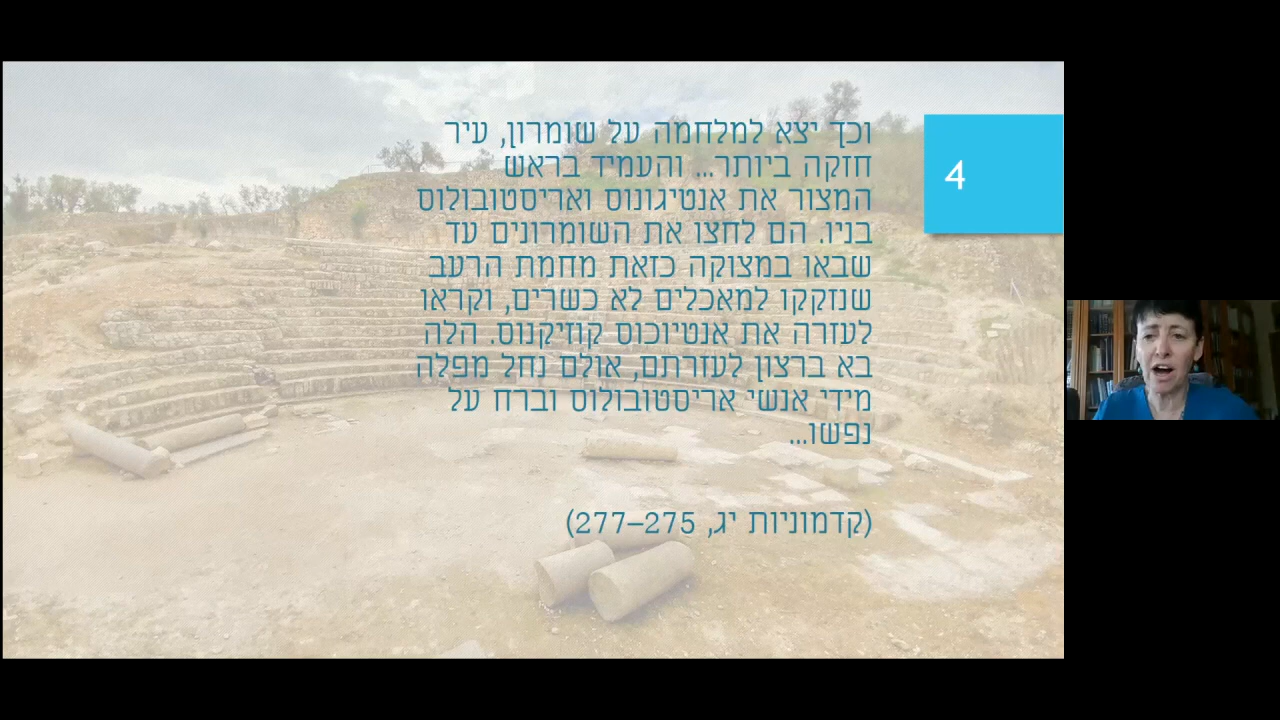 4
וכך יצא למלחמה על שומרון, עיר
חזקה ביותר... והעמיד בראש
המצור את אנטיגונוס ואריסטובולוס
בניו. הם לחצו את השומרונים עד
שבאו במצוקה כזאת מחמת הרעב
שנזקקו למאכלים לא כשרים, וקראו
לעזרה את אנטיוכוס קוזיקנוס. הלה
בא ברצון לעזרתם, אולם נחל מפלה
מידי אנשי אריסטובולוס וברח על
נפשו...
(קדמוניות יג, 275–277)